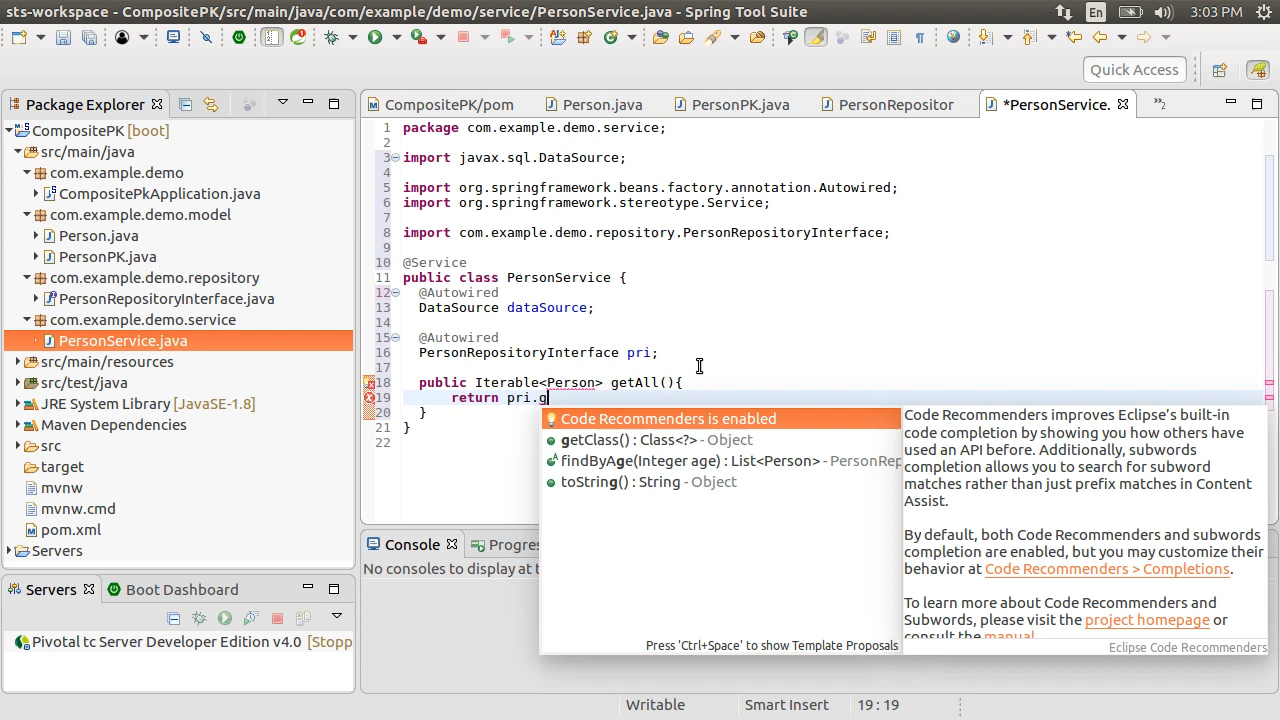 sts-workspace - CompositePK/src/main/java/com/example/demo/service/PersonService.java - Spring Tool Suite
En
3:03 PM
Quick Access
Package Explorer
CompositePK/pom
Person.java
PersonPK.java
PersonRepositor
*PersonService.
2
CompositePK [boot]
src/main/java
com.example.demo
CompositePkApplication.java
com.example.demo.model
Person.java
PersonPK.java
com.example.demo.repository
PersonRepositoryInterface.java
com.example.demo.service
PersonService.java
src/main/resources
src/test/java
JRE System Library [JavaSE-1.8]
Maven Dependencies
src
target
mvnw
mvnw.cmd
pom.xml
Servers
1 package com.example.demo.service;
2
3 import javax.sql.DataSource;
4
5 import org.springframework.beans.factory.annotation.Autowired;
6 import org.springframework.stereotype.Service;
7
8 import com.example.demo.repository.PersonRepositoryInterface;
9
10 @Service
11 public class PersonService {
12 @Autowired
13 DataSource dataSource;
14
15 @Autowired
16 PersonRepositoryInterface pri;
17
18 public Iterable<Person> getAll(){
19 return pri.g
20 }
21 }
22
Code Recommenders is enabled
getClass() : Class<?> - Object
findByAge(Integer age) : List<Person> - PersonRep
toString() : String - Object
Press 'Ctrl+Space' to show Template Proposals
Code Recommenders improves Eclipse's built-in
code completion by showing you how others have
used an API before. Additionally, subwords
completion allows you to search for subword
matches rather than just prefix matches in Content
Assist.
By default, both Code Recommenders and subwords
completion are enabled, but you may customize their
behavior at Code Recommenders > Completions.
To learn more about Code Recommenders and
Subwords, please visit the project homepage or
consult the manual.
Eclipse Code Recommenders
Console
Progres
No consoles to display at t
Servers
Boot Dashboard
Pivotal tc Server Developer Edition v4.0 [Stopp
Writable
Smart Insert
19 : 19